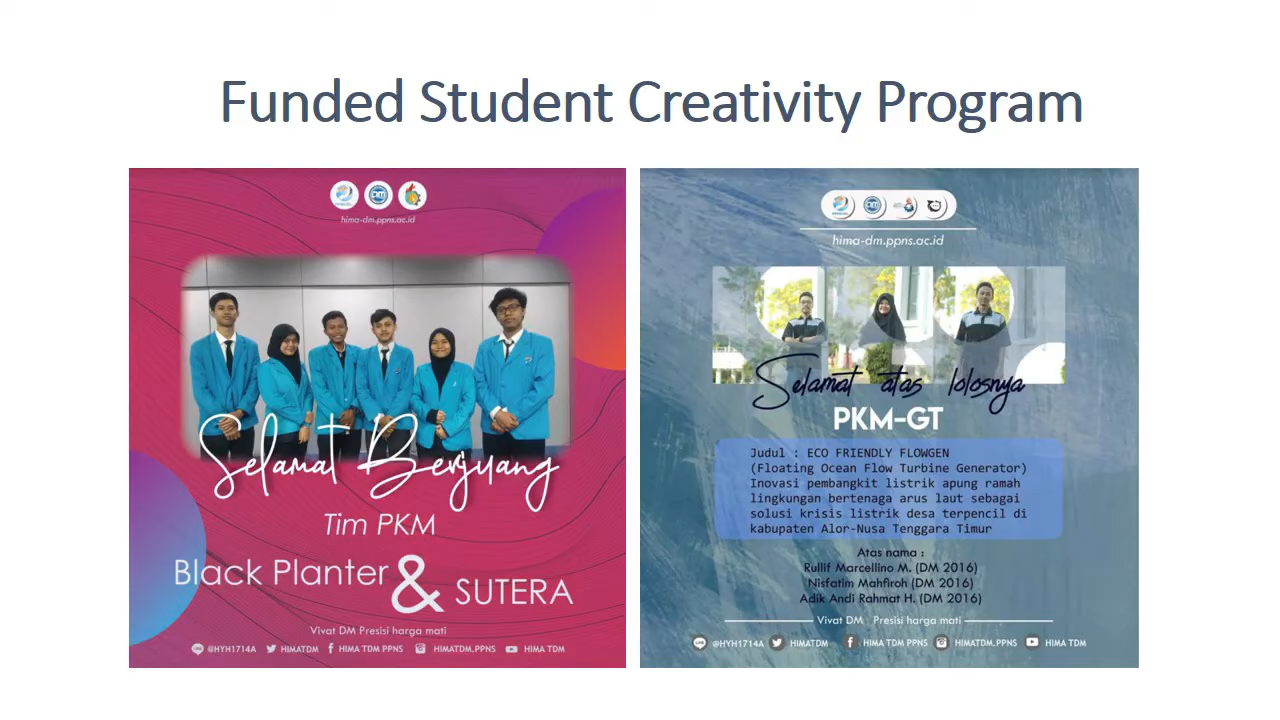 Funded Student Creativity Program
hima-dm.ppns.ac.id
Selamat Berjuang
Tim PKM
Black Planter & SUTERA
Vivat DM Presisi harga mati
@HYH1714A HIMATDM HIMA TDM PPNS HIMATDM.PPNS HIMA TDM
hima-dm.ppns.ac.id
Selamat atas lolosnya
PKM-GT
Judul : ECO FRIENDLY FLOWGEN
(Floating Ocean Flow Turbine Generator)
Inovasi pembangkit listrik apung ramah
lingkungan bertenaga arus laut sebagai
solusi krisis listrik desa terpencil di
kabupaten Alor-Nusa Tenggara Timur
Atas nama :
Rullif Marcellino M. (DM 2016)
Nisfatim Mahfiroh (DM 2016)
Adik Andi Rahmat H. (DM 2016)
Vivat DM Presisi harga mati
@HYH1714A HIMATDM HIMA TDM PPNS HIMATDM.PPNS HIMA TDM